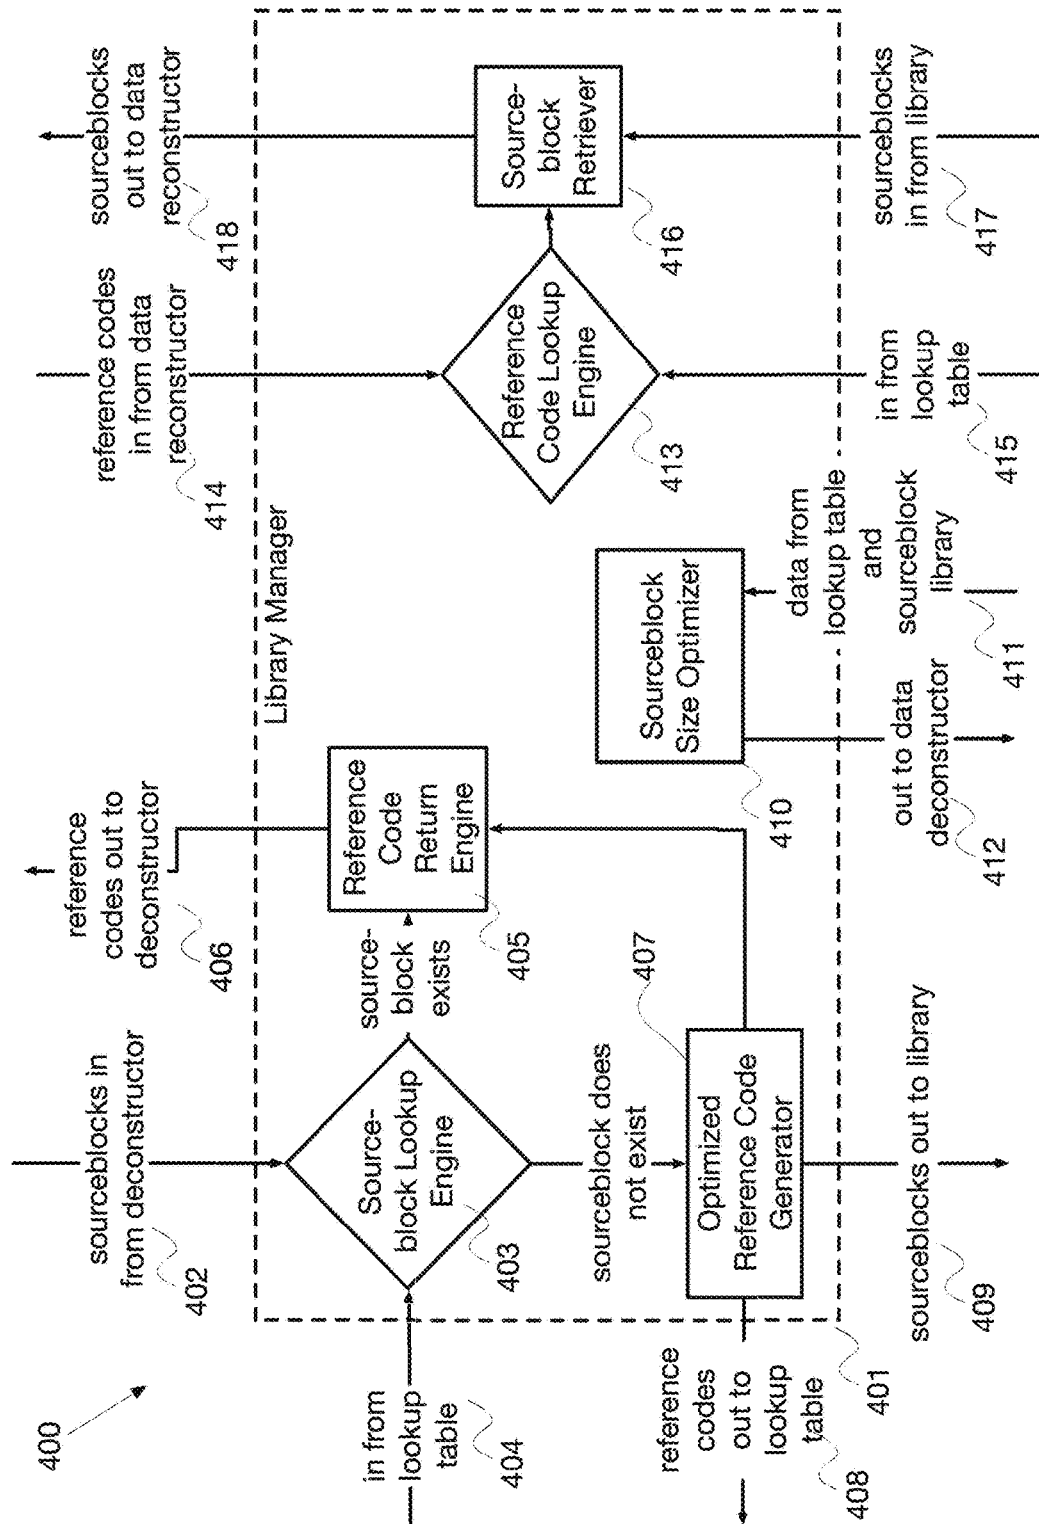 400
sourceblocks in
from deconstructor
402
reference
codes out to
deconstructor
406
reference codes
in from data
reconstructor
414
sourceblocks
out to data
reconstructor
418
Library Manager
in from
lookup
table
404
Source-
block Lookup
Engine
403
source-
block
exists
Reference
Code
Return
Engine
405
Reference
Code Lookup
Engine
413
Source-
block
Retriever
416
sourceblock does
not exist
407
Optimized
Reference Code
Generator
Sourceblock
Size Optimizer
410
reference
codes
out to
lookup
table
408
401
sourceblocks out to library
409
out to data
deconstructor
412
data from
lookup table
and
sourceblock
library
411
in from
lookup
table
415
sourceblocks
in from library
417